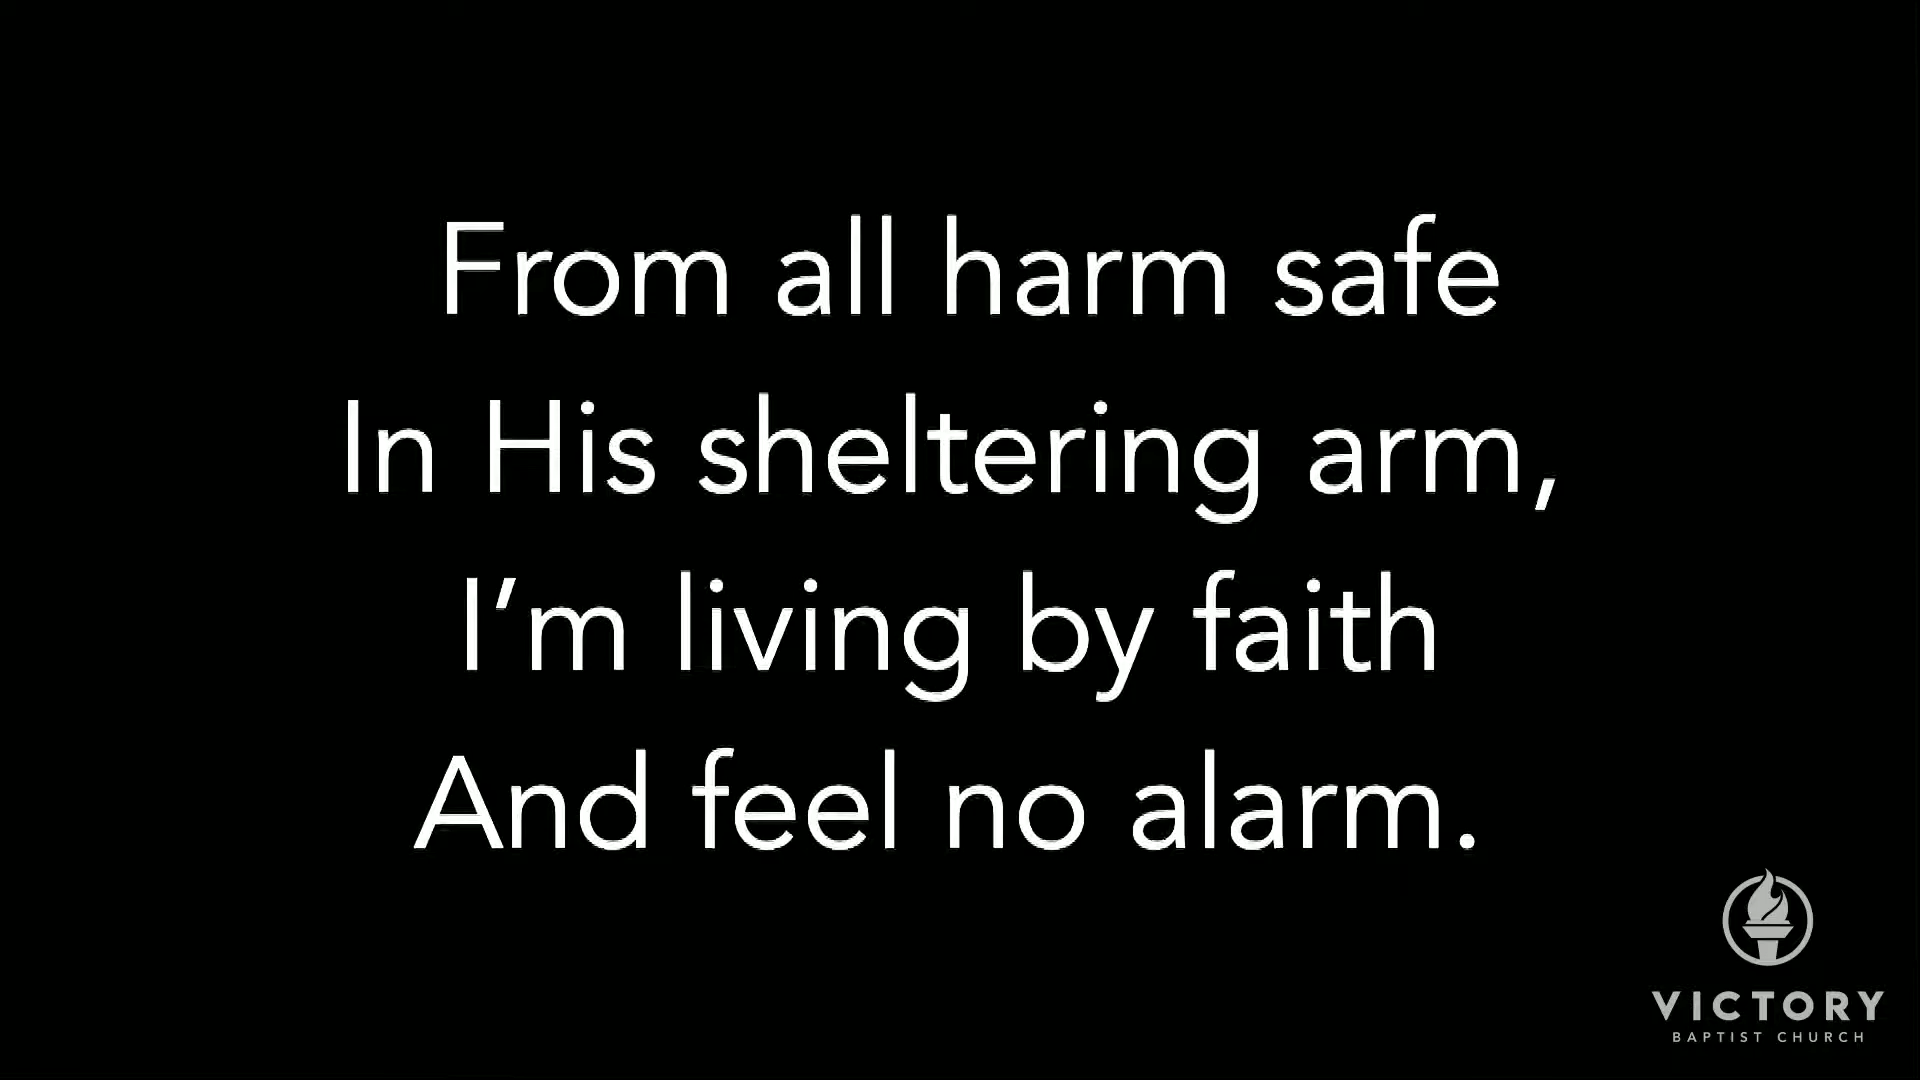 From all harm safe
In His sheltering arm,
I’m living by faith
And feel no alarm.
VICTORY
BAPTIST CHURCH